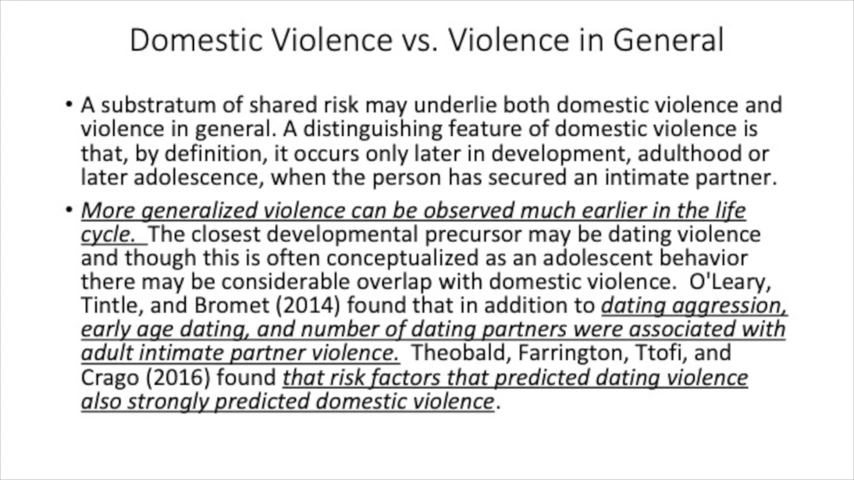 Domestic Violence vs. Violence in General
• A substratum of shared risk may underlie both domestic violence and
violence in general. A distinguishing feature of domestic violence is
that, by definition, it occurs only later in development, adulthood or
later adolescence, when the person has secured an intimate partner.
• More generalized violence can be observed much earlier in the life
cycle. The closest developmental precursor may be dating violence
and though this is often conceptualized as an adolescent behavior
there may be considerable overlap with domestic violence. O'Leary,
Tintle, and Bromet (2014) found that in addition to dating aggression,
early age dating, and number of dating partners were associated with
adult intimate partner violence. Theobald, Farrington, Ttofi, and
Crago (2016) found that risk factors that predicted dating violence
also strongly predicted domestic violence.